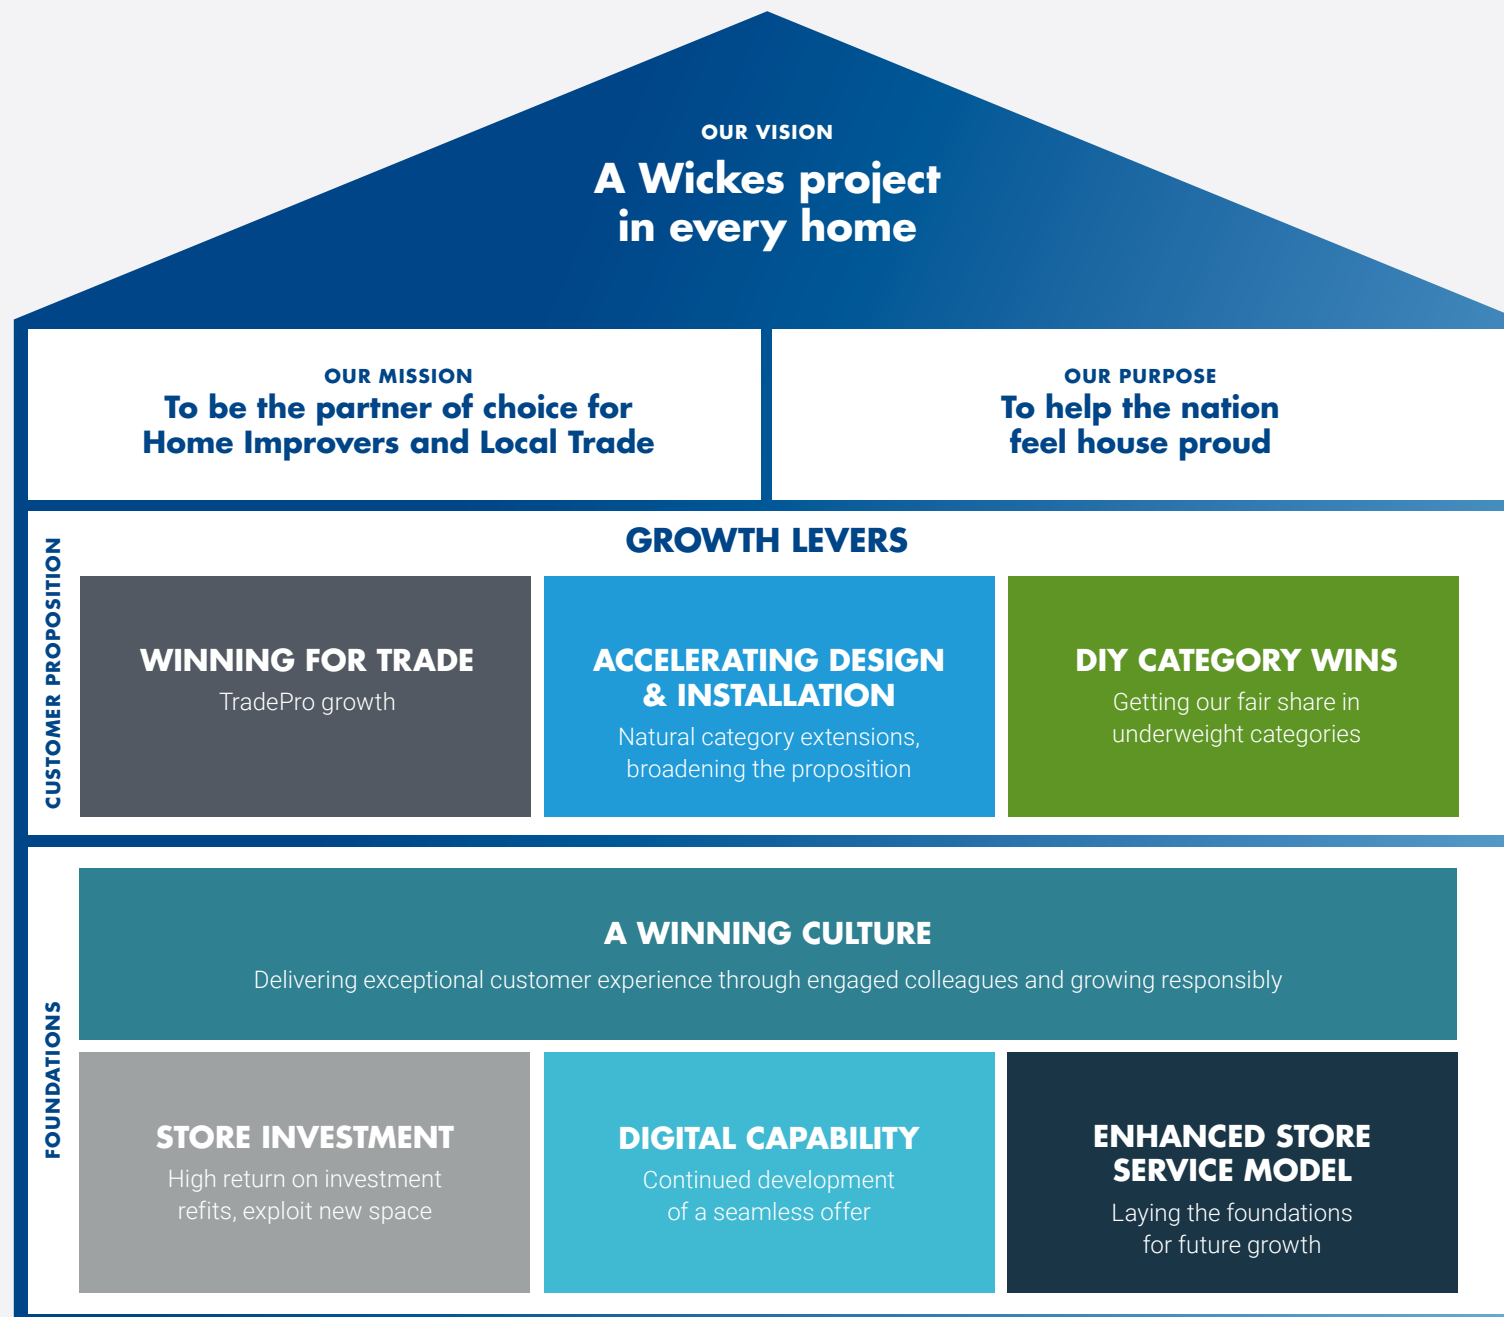 OUR VISION
A Wickes project
in every home
OUR MISSION
To be the partner of choice for
Home Improvers and Local Trade
OUR PURPOSE
To help the nation
feel house proud
CUSTOMER PROPOSITION
GROWTH LEVERS
WINNING FOR TRADE
TradePro growth
ACCELERATING DESIGN
& INSTALLATION
Natural category extensions,
broadening the proposition
DIY CATEGORY WINS
Getting our fair share in
underweight categories
FOUNDATIONS
A WINNING CULTURE
Delivering exceptional customer experience through engaged colleagues and growing responsibly
STORE INVESTMENT
High return on investment
refits, exploit new space
DIGITAL CAPABILITY
Continued development
of a seamless offer
ENHANCED STORE
SERVICE MODEL
Laying the foundations
for future growth